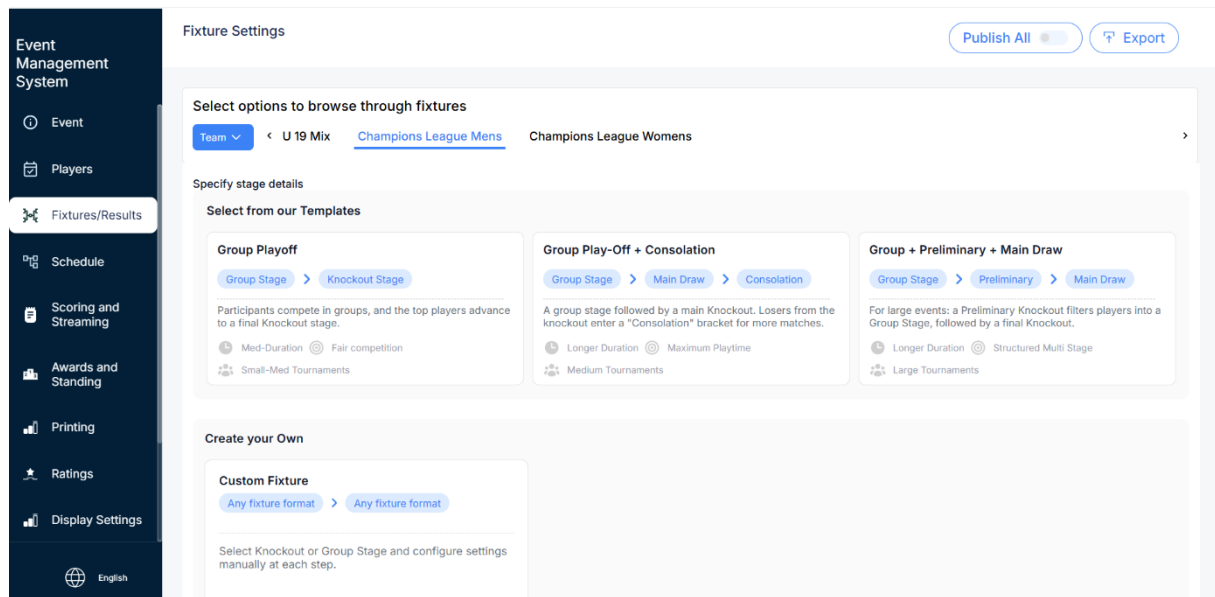 Event
Management
System
Event
Players
Fixtures/Results
Schedule
Scoring and
Streaming
Awards and
Standing
Printing
Ratings
Display Settings
English
Fixture Settings
Publish All
Export
Select options to browse through fixtures
Team
U 19 Mix
Champions League Mens
Champions League Womens
Specify stage details
Select from our Templates
Group Playoff
Group Stage
Knockout Stage
Participants compete in groups, and the top players advance
to a final Knockout stage.
Med-Duration
Fair competition
Small-Med Tournaments
Group Play-Off + Consolation
Group Stage
Main Draw
Consolation
A group stage followed by a main Knockout. Losers from the
knockout enter a "Consolation" bracket for more matches.
Longer Duration
Maximum Playtime
Medium Tournaments
Group + Preliminary + Main Draw
Group Stage
Preliminary
Main Draw
For large events: a Preliminary Knockout filters players into a
Group Stage, followed by a final Knockout.
Longer Duration
Structured Multi Stage
Large Tournaments
Create your Own
Custom Fixture
Any fixture format
Any fixture format
Select Knockout or Group Stage and configure settings
manually at each step.